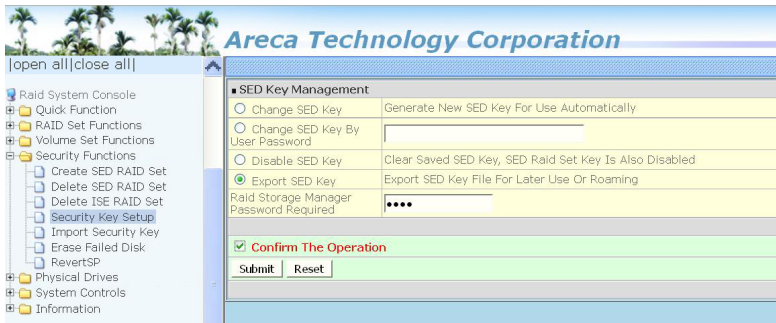 Areca Technology Corporation
|open all|close all|
Raid System Console
Quick Function
RAID Set Functions
Volume Set Functions
Security Functions
Create SED RAID Set
Delete SED RAID Set
Delete ISE RAID Set
Security Key Setup
Import Security Key
Erase Failed Disk
RevertSP
Physical Drives
System Controls
Information
SED Key Management
Change SED Key
Generate New SED Key For Use Automatically
Change SED Key By
User Password
Disable SED Key
Clear Saved SED Key, SED Raid Set Key Is Also Disabled
Export SED Key
Export SED Key File For Later Use Or Roaming
Raid Storage Manager
Password Required
••••
Confirm The Operation
Submit Reset